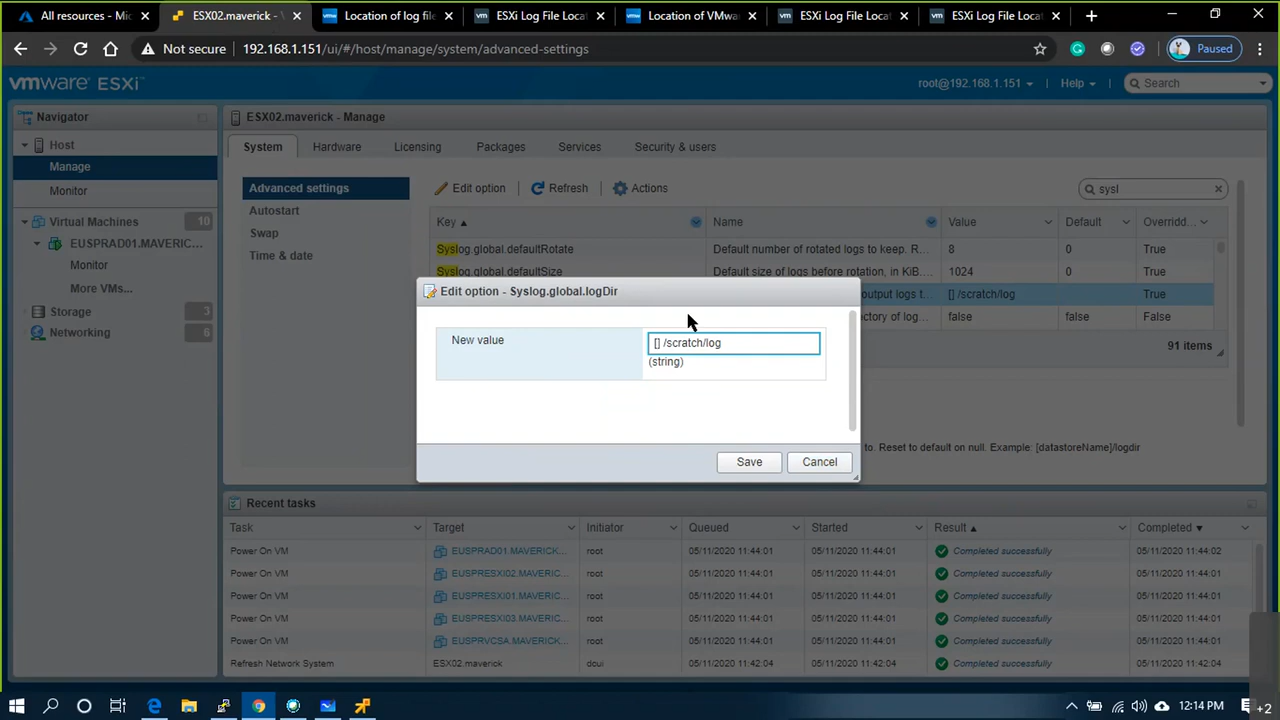 All resources - Mic
ESX02.maverick - V
Location of log file
ESXi Log File Locat
Location of VMwar
ESXi Log File Locat
ESXi Log File Locat
Not secure
192.168.1.151/ui/#/host/manage/system/advanced-settings
Paused
vmware ESXi
root@192.168.1.151
Help
Search
Navigator
ESX02.maverick - Manage
Host
Manage
Monitor
System
Hardware
Licensing
Packages
Services
Security & users
Advanced settings
Autostart
Swap
Time & date
Edit option
Refresh
Actions
sysl
Virtual Machines 10
EUSPRAD01.MAVERIC...
Monitor
More VMs...
Storage 3
Networking 6
Key
Name
Value
Default
Overrid...
Syslog.global.defaultRotate
Default number of rotated logs to keep. R...
8
0
True
Syslog.global.defaultSize
Default size of logs before rotation, in KiB...
1024
0
True
output logs t...
[] /scratch/log
True
factory of log...
false
false
False
91 items
to. Reset to default on null. Example: [datastoreName]/logdir
Edit option - Syslog.global.logDir
New value
[] /scratch/log
(string)
Save
Cancel
Recent tasks
Task
Target
Initiator
Queued
Started
Result
Completed
Power On VM
EUSPRAD01.MAVERICK...
root
05/11/2020 11:44:01
05/11/2020 11:44:01
Completed successfully
05/11/2020 11:44:02
Power On VM
EUSPRESXI02.MAVERIC...
root
05/11/2020 11:44:01
05/11/2020 11:44:01
Completed successfully
05/11/2020 11:44:01
Power On VM
EUSPRESXI01.MAVERIC...
root
05/11/2020 11:44:01
05/11/2020 11:44:01
Completed successfully
05/11/2020 11:44:01
Power On VM
EUSPRESXI03.MAVERIC...
root
05/11/2020 11:44:01
05/11/2020 11:44:01
Completed successfully
05/11/2020 11:44:01
Power On VM
EUSPRVCSA.MAVERICK...
root
05/11/2020 11:44:01
05/11/2020 11:44:01
Completed successfully
05/11/2020 11:44:01
Refresh Network System
ESX02.maverick
dcui
05/11/2020 11:42:04
05/11/2020 11:42:04
Completed successfully
05/11/2020 11:42:04
12:14 PM
+2